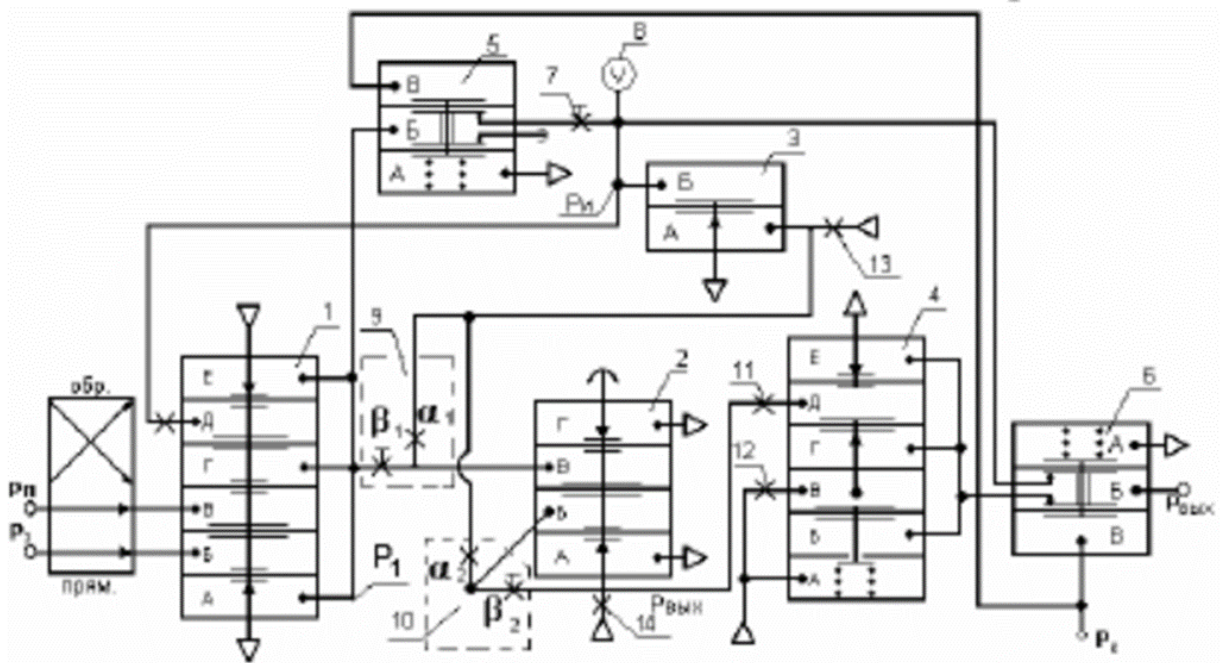 5
В
В
7
Б
А
3
Б
А
Ри
13
1
9
4
2
обр.
Е
Д
Г
В
Б
А
β1
α1
11
12
Г
В
Б
А
Е
Д
Г
В
Б
А
6
А
Б
В
Рвых
Рп
Рз
прям.
Р1
α2
β2
10
Рвых
14
Рс